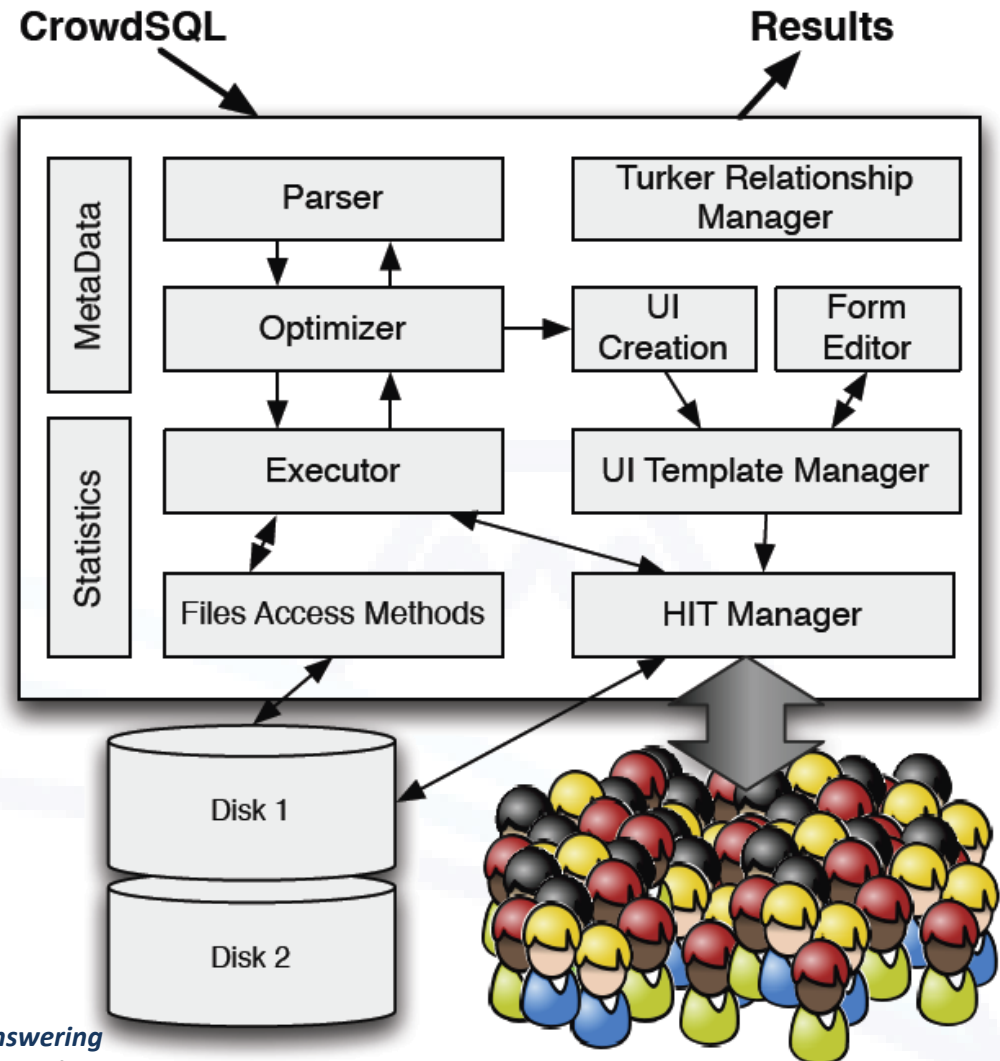 CrowdSQL
Results
MetaData
Parser
Turker Relationship
Manager
Optimizer
UI
Creation
Form
Editor
Statistics
Executor
UI Template Manager
Files Access Methods
HIT Manager
Disk 1
Disk 2